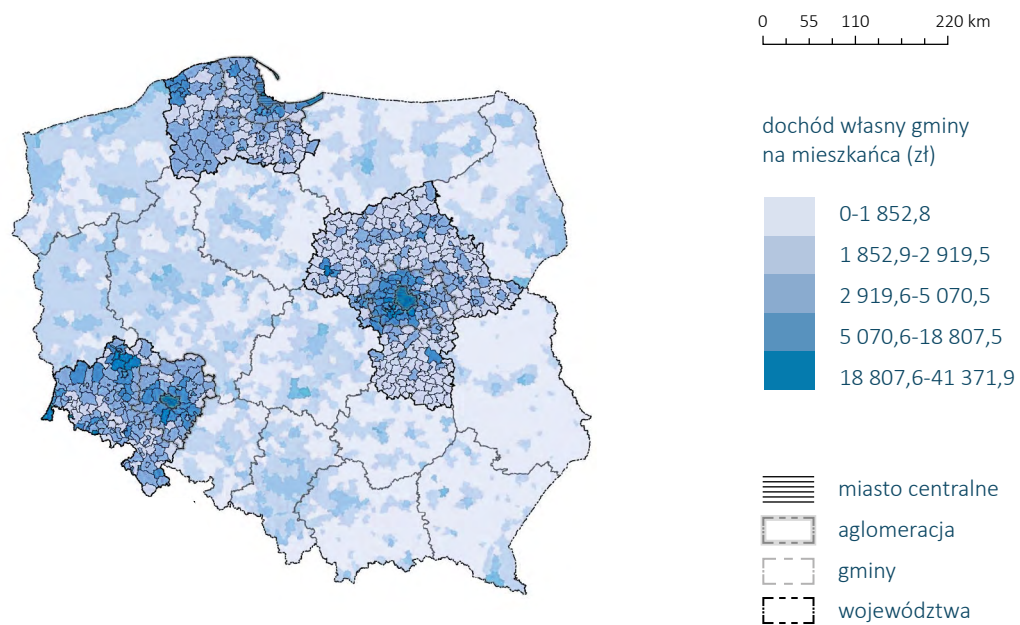 0 55 110 220 km
dochód własny gminy
na mieszkańca (zł)
0-1 852,8
1 852,9-2 919,5
2 919,6-5 070,5
5 070,6-18 807,5
18 807,6-41 371,9
miasto centralne
aglomeracja
gminy
województwa